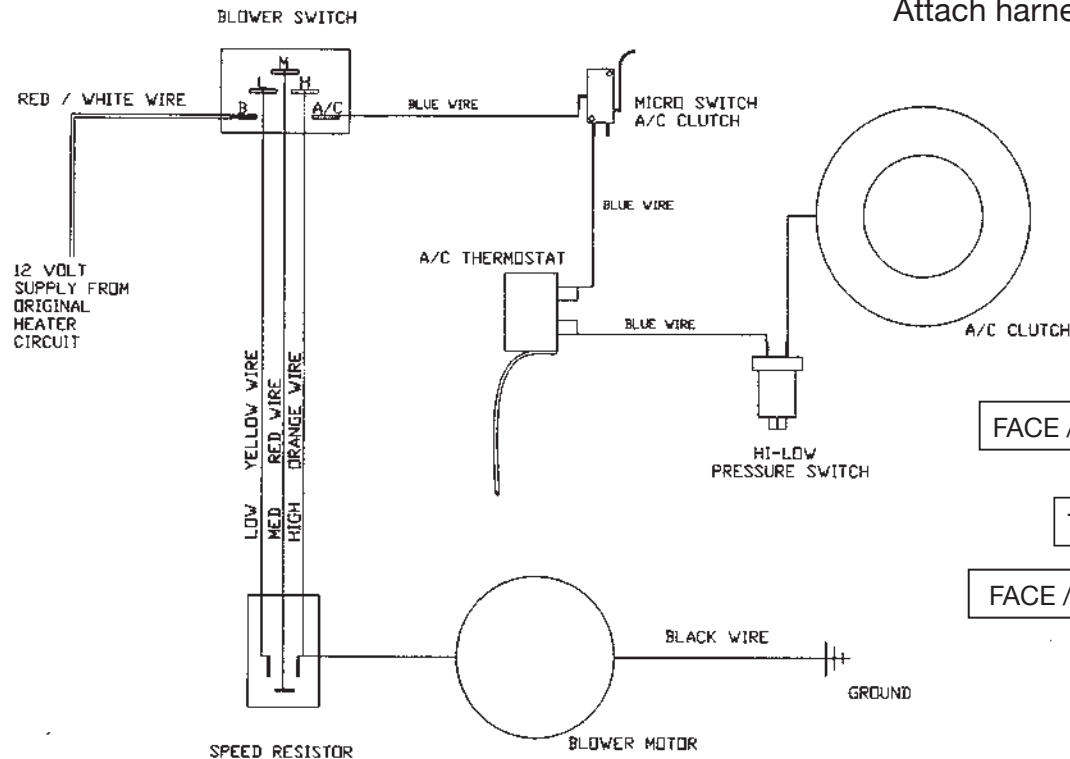 Attach harne
BLOWER SWITCH
M
L
H
B
A/C
RED / WHITE WIRE
BLUE WIRE
MICRO SWITCH
A/C CLUTCH
BLUE WIRE
A/C THERMOSTAT
12 VOLT
SUPPLY FROM
ORIGINAL
HEATER
CIRCUIT
BLUE WIRE
A/C CLUTCH
LOW YELLOW WIRE
MED RED WIRE
HIGH ORANGE WIRE
HI-LOW
PRESSURE SWITCH
FACE /
T
FACE /
BLACK WIRE
GROUND
SPEED RESISTOR
BLOWER MOTOR